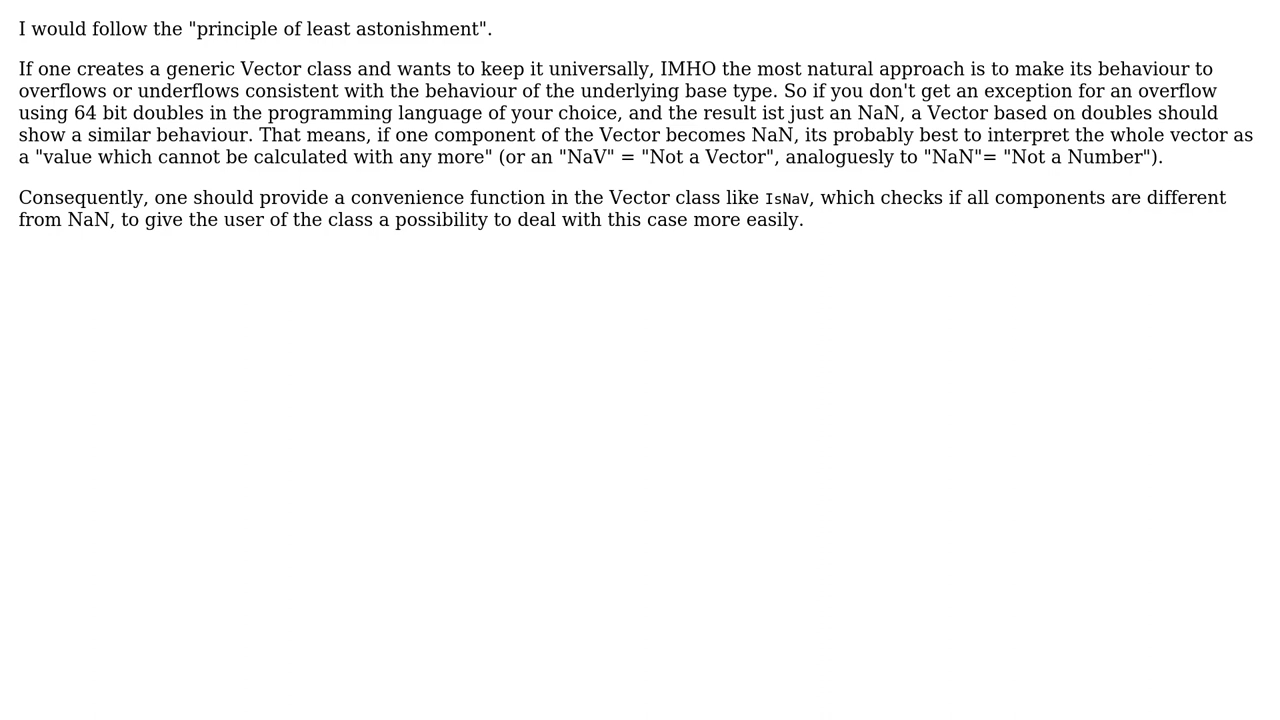 I would follow the "principle of least astonishment".
If one creates a generic Vector class and wants to keep it universally, IMHO the most natural approach is to make its behaviour to
overflows or underflows consistent with the behaviour of the underlying base type. So if you don't get an exception for an overflow
using 64 bit doubles in the programming language of your choice, and the result ist just an NaN, a Vector based on doubles should
show a similar behaviour. That means, if one component of the Vector becomes NaN, its probably best to interpret the whole vector as
a "value which cannot be calculated with any more" (or an "NaV" = "Not a Vector", analoguesly to "NaN"= "Not a Number").
Consequently, one should provide a convenience function in the Vector class like IsNaV, which checks if all components are different
from NaN, to give the user of the class a possibility to deal with this case more easily.